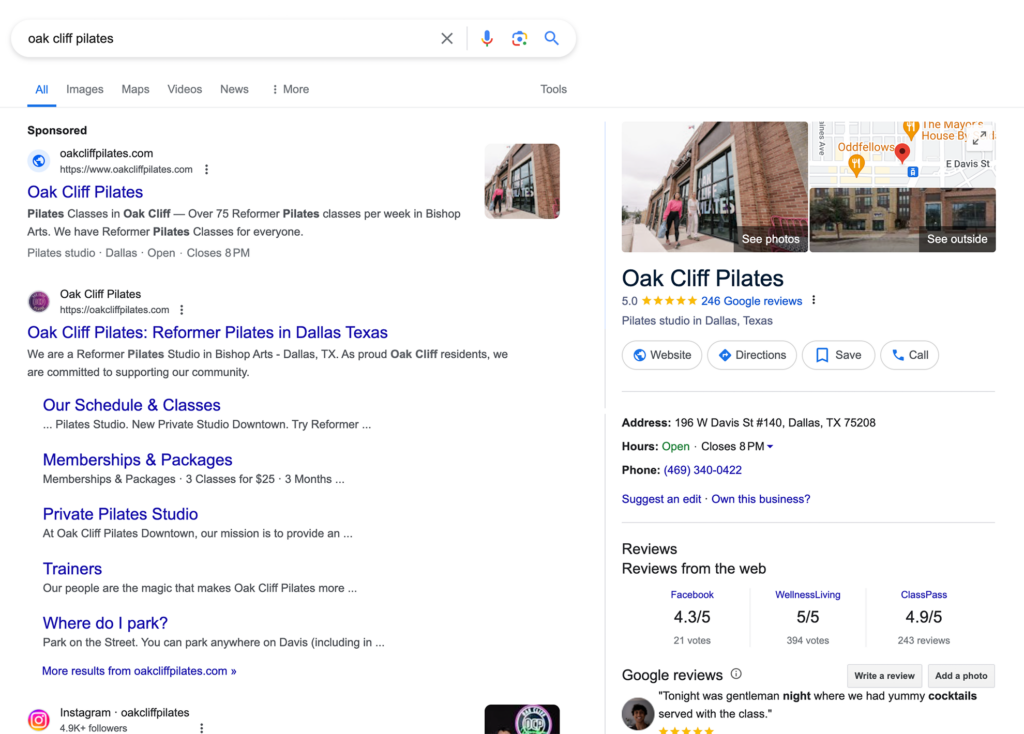 oak cliff pilates
All Images Maps Videos News More Tools
Sponsored
oakcliffpilates.com
https://www.oakcliffpilates.com
Oak Cliff Pilates
Pilates Classes in Oak Cliff — Over 75 Reformer Pilates classes per week in Bishop
Arts. We have Reformer Pilates Classes for everyone.
Pilates studio · Dallas · Open · Closes 8 PM
Oak Cliff Pilates
https://oakcliffpilates.com
Oak Cliff Pilates: Reformer Pilates in Dallas Texas
We are a Reformer Pilates Studio in Bishop Arts - Dallas, TX. As proud Oak Cliff residents, we
are committed to supporting our community.
Our Schedule & Classes
... Pilates Studio. New Private Studio Downtown. Try Reformer ...
Memberships & Packages
Memberships & Packages · 3 Classes for $25 · 3 Months ...
Private Pilates Studio
At Oak Cliff Pilates Downtown, our mission is to provide an ...
Trainers
Our people are the magic that makes Oak Cliff Pilates more ...
Where do I park?
Park on the Street. You can park anywhere on Davis (including in ...
More results from oakcliffpilates.com »
Instagram · oakcliffpilates
4.9K+ followers
OCP
The Mayor's
House By
Oddfellows
E Davis St
See photos
See outside
Oak Cliff Pilates
5.0 246 Google reviews
Pilates studio in Dallas, Texas
Website Directions Save Call
Address: 196 W Davis St #140, Dallas, TX 75208
Hours: Open · Closes 8 PM
Phone: (469) 340-0422
Suggest an edit · Own this business?
Reviews
Reviews from the web
Facebook WellnessLiving ClassPass
4.3/5 5/5 4.9/5
21 votes 394 votes 243 reviews
Google reviews Write a review Add a photo
"Tonight was gentleman night where we had yummy cocktails
served with the class."